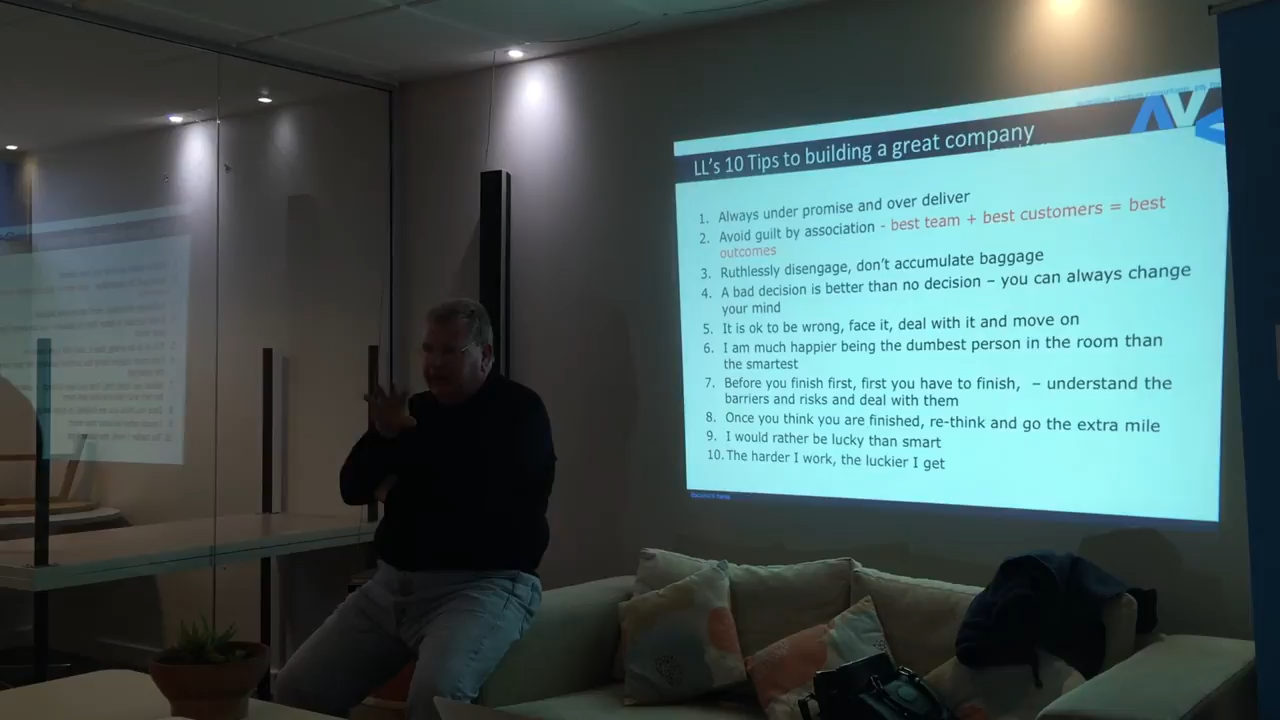 LL's 10 Tips to building a great company
1. Always under promise and over deliver
2. Avoid guilt by association - best team + best customers = best
outcomes
3. Ruthlessly disengage, don't accumulate baggage
4. A bad decision is better than no decision – you can always change
your mind
5. It is ok to be wrong, face it, deal with it and move on
6. I am much happier being the dumbest person in the room than
the smartest
7. Before you finish first, first you have to finish, – understand the
barriers and risks and deal with them
8. Once you think you are finished, re-think and go the extra mile
9. I would rather be lucky than smart
10. The harder I work, the luckier I get